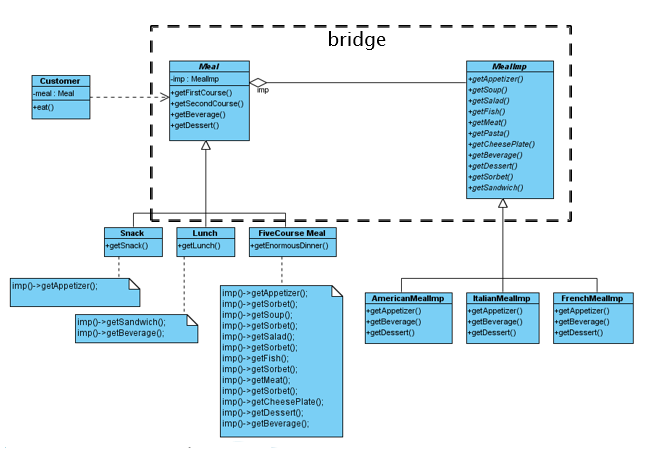 bridge
Customer
-meal : Meal
+eat()
Meal
-imp : MealImp
+getFirstCourse()
+getSecondCourse()
+getBeverage()
+getDessert()
imp
MealImp
+getAppetizer()
+getSoup()
+getSalad()
+getFish()
+getMeat()
+getPasta()
+getCheesePlate()
+getBeverage()
+getDessert()
+getSorbet()
+getSandwich()
Snack
+getSnack()
Lunch
+getLunch()
FiveCourse Meal
+getEnormousDinner()
imp()->getAppetizer();
imp()->getSandwich();
imp()->getBeverage();
imp()->getAppetizer();
imp()->getSorbet();
imp()->getSoup();
imp()->getSorbet();
imp()->getSalad();
imp()->getSorbet();
imp()->getFish();
imp()->getSorbet();
imp()->getMeat();
imp()->getSorbet();
imp()->getCheesePlate();
imp()->getDessert();
imp()->getBeverage();
AmericanMealImp
+getAppetizer()
+getBeverage()
+getDessert()
ItalianMealImp
+getAppetizer()
+getBeverage()
+getDessert()
FrenchMealImp
+getAppetizer()
+getBeverage()
+getDessert()